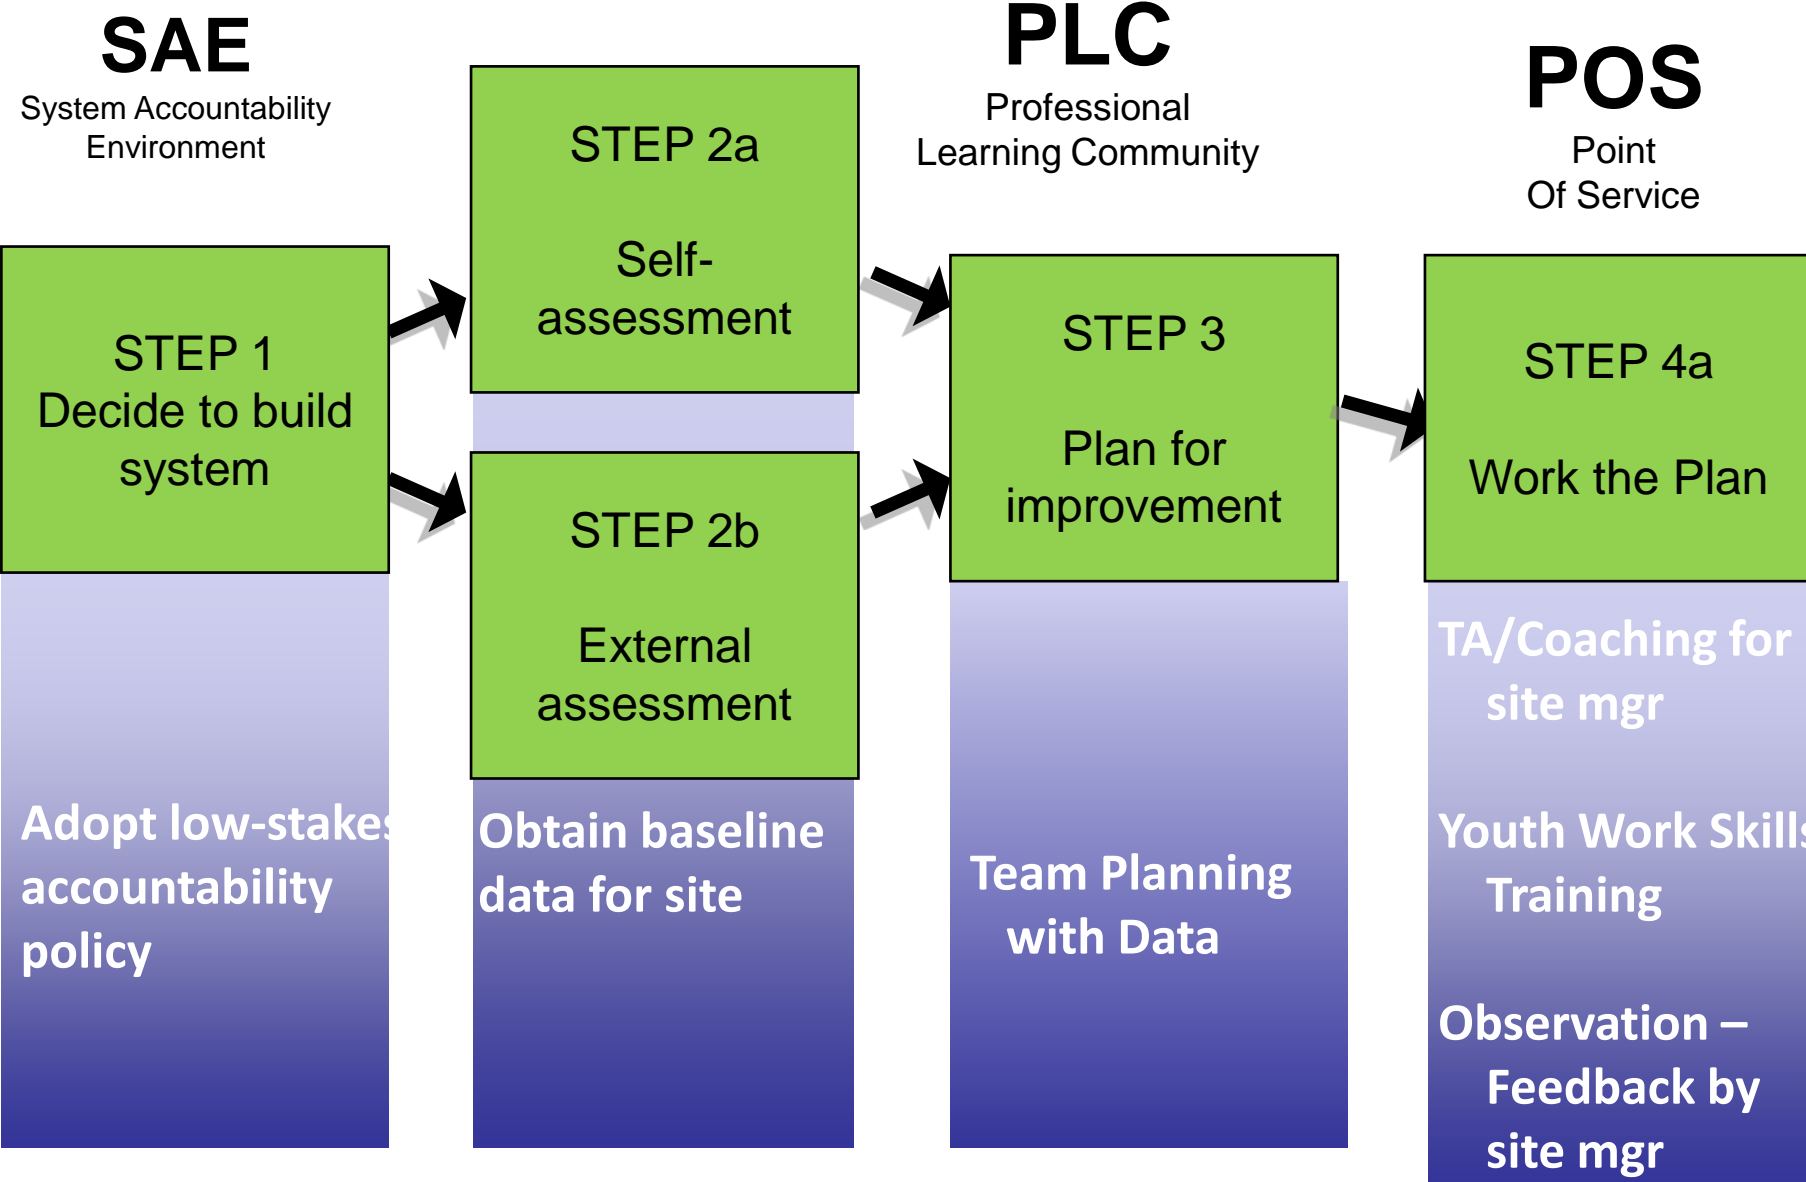 SAE
System Accountability
Environment
STEP 1
Decide to build
system
Adopt low-stakes
accountability
policy
STEP 2a
Self-
assessment
STEP 2b
External
assessment
Obtain baseline
data for site
PLC
Professional
Learning Community
STEP 3
Plan for
improvement
Team Planning
with Data
POS
Point
Of Service
STEP 4a
Work the Plan
TA/Coaching for
site mgr
Youth Work Skills
Training
Observation –
Feedback by
site mgr